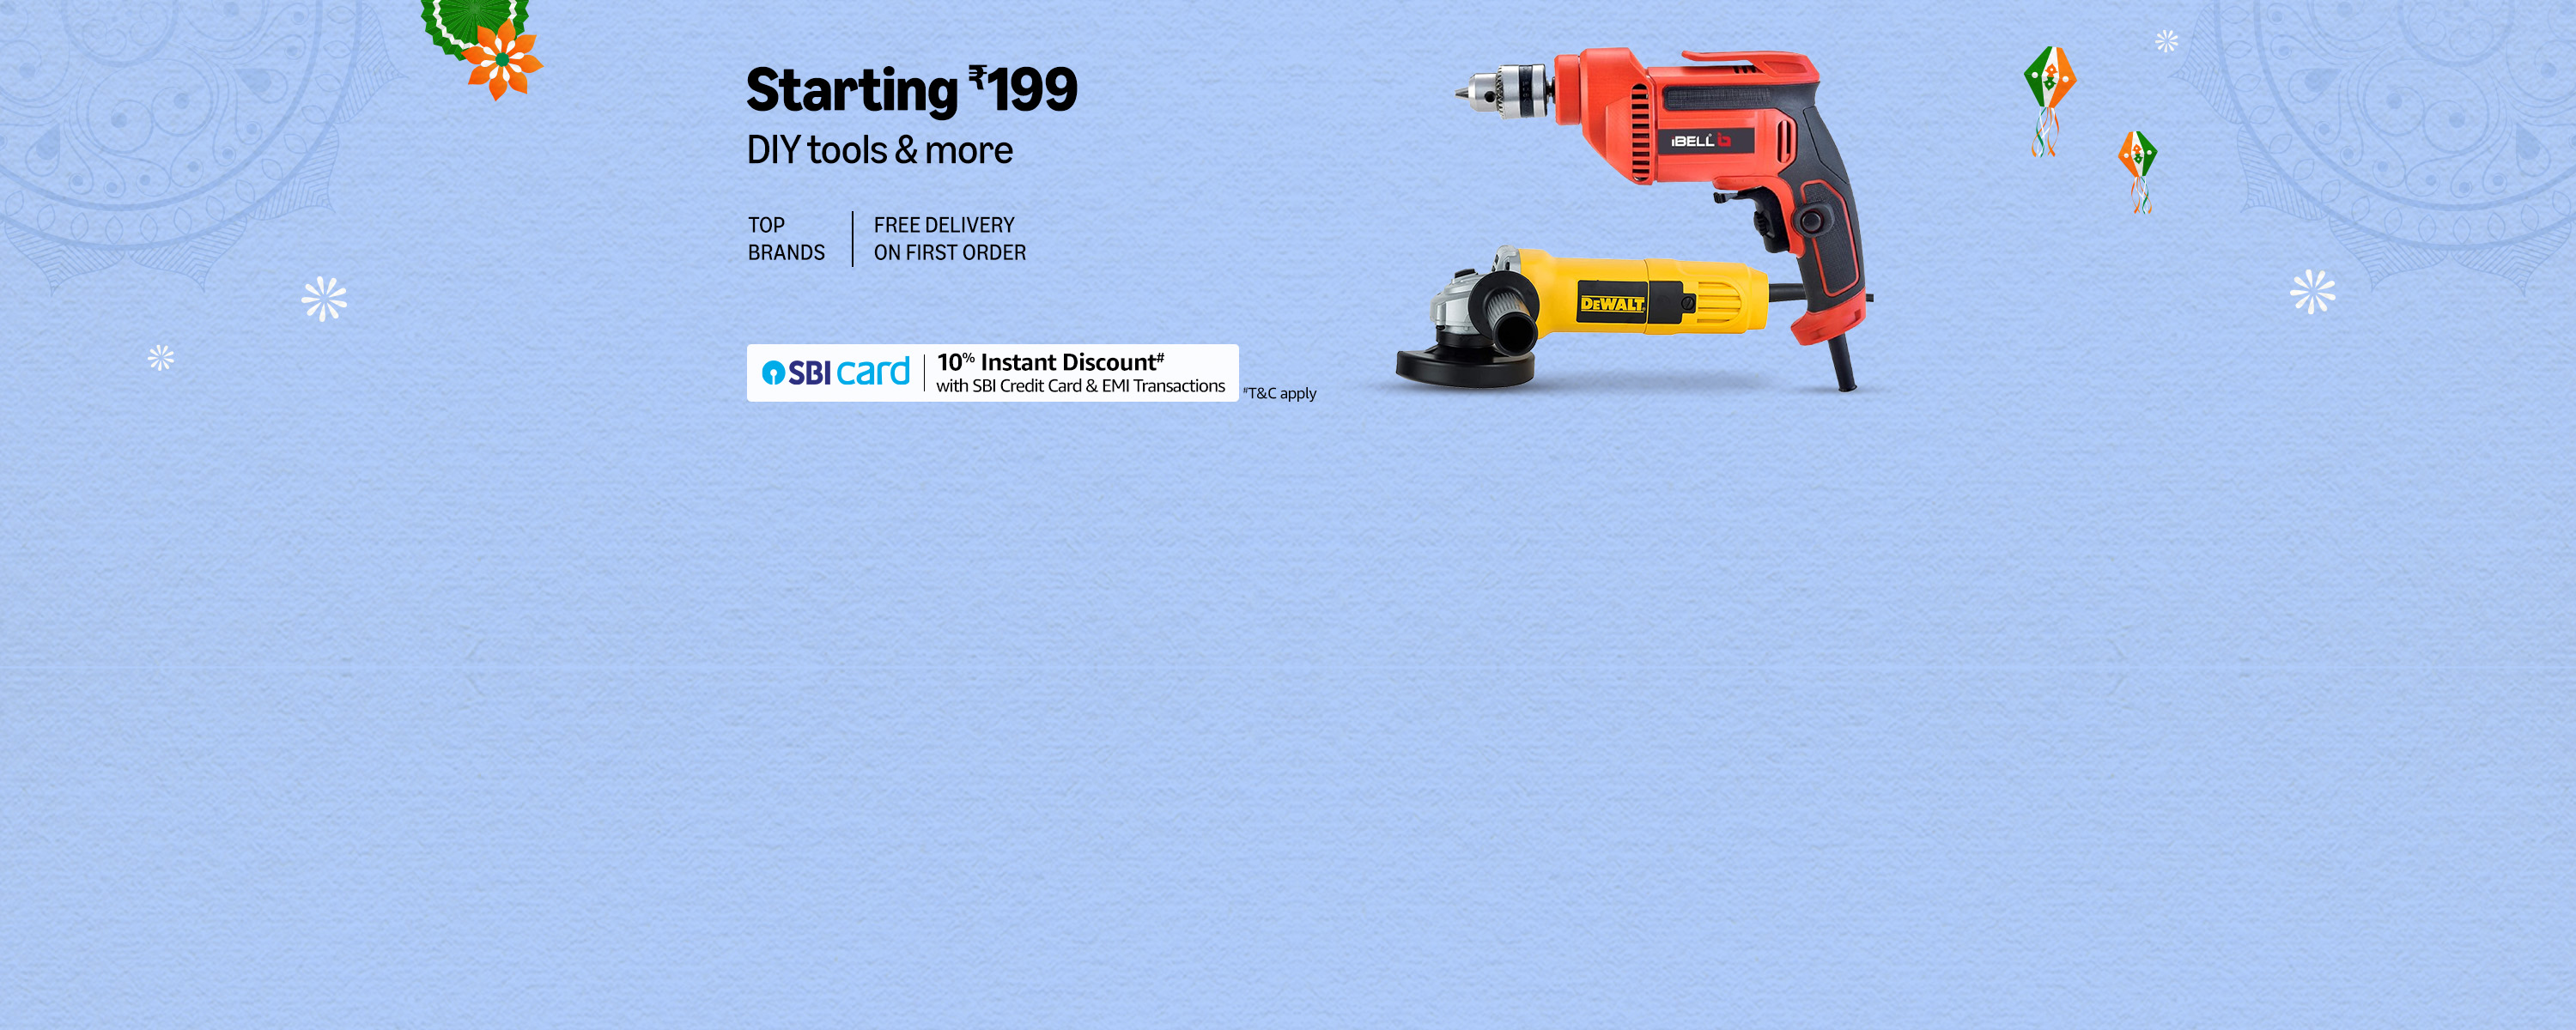 Starting ₹199
DIY tools & more
TOP
BRANDS
FREE DELIVERY
ON FIRST ORDER
SBI card
10% Instant Discount#
with SBI Credit Card & EMI Transactions
#T&C apply
iBELL
DEWALT